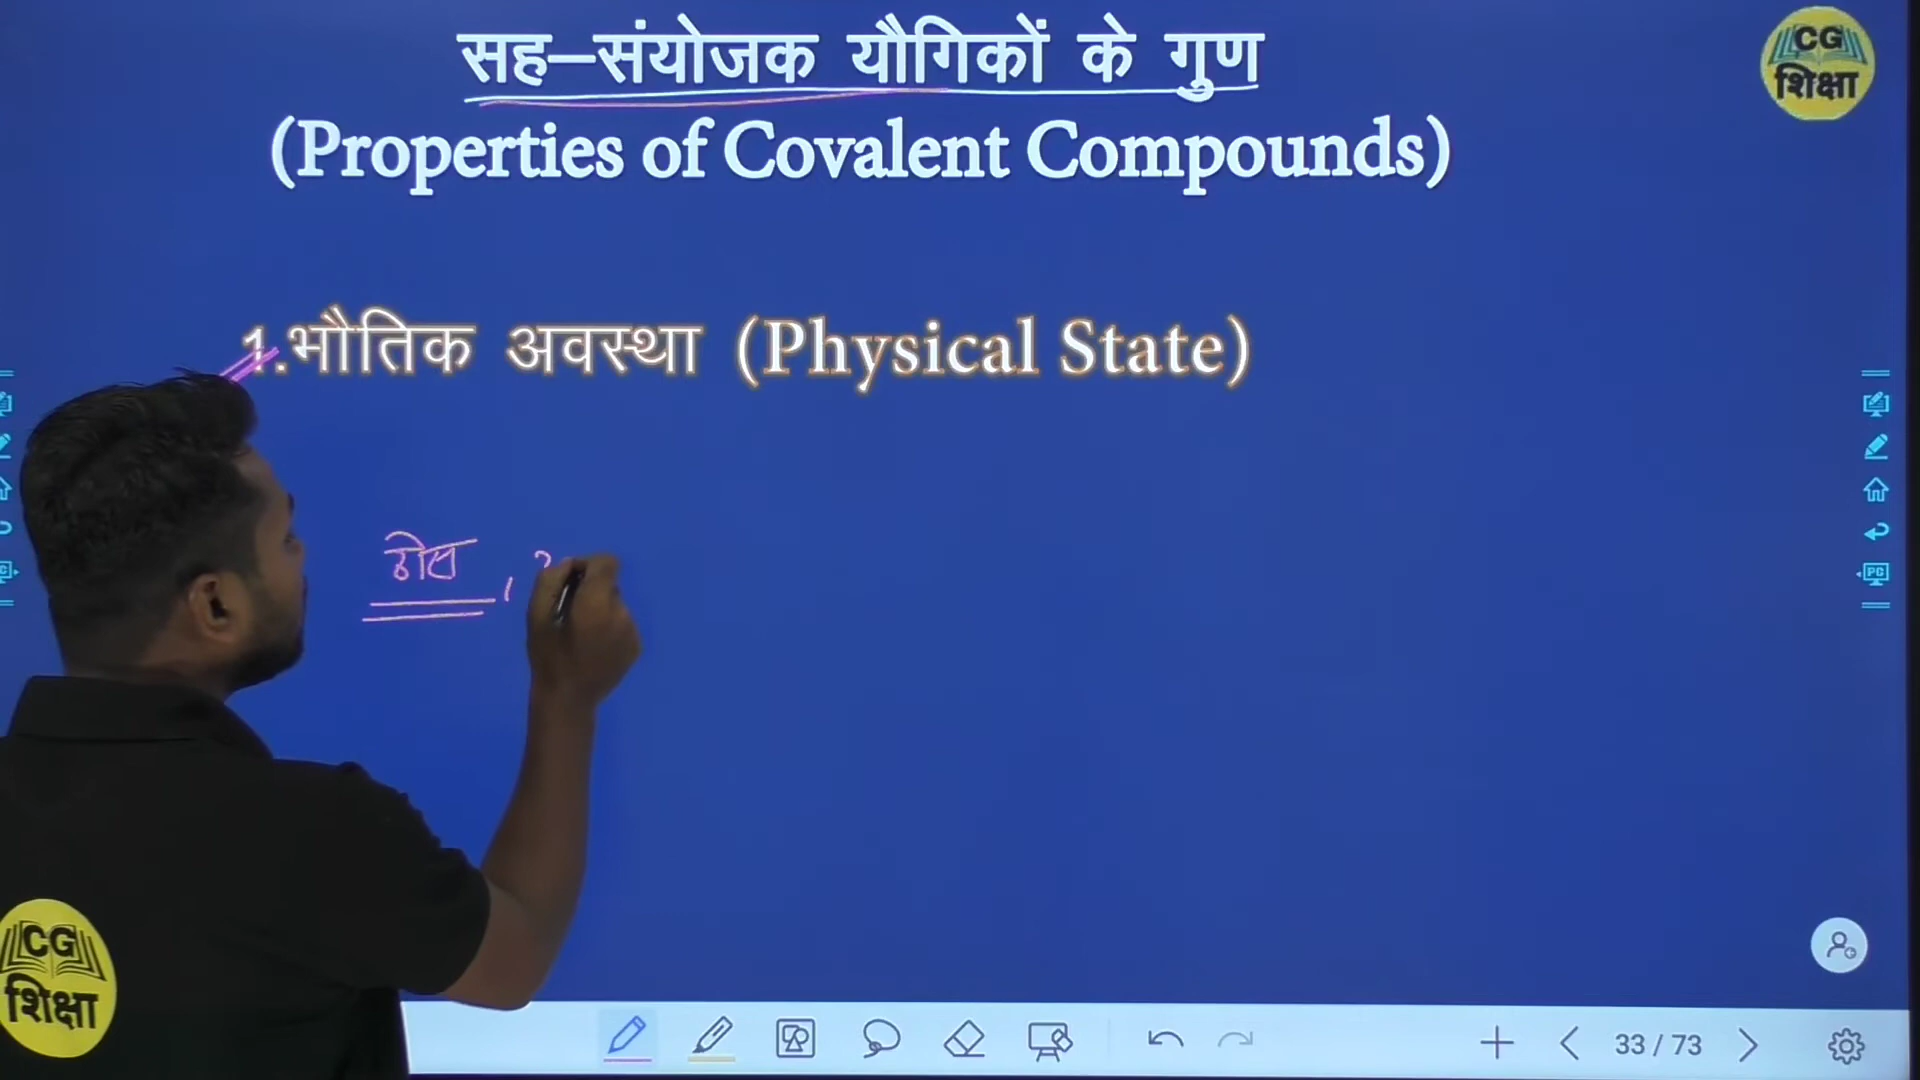 सह–संयोजक यौगिकों के गुण
CG
शिक्षा
(Properties of Covalent Compounds)
1.भौतिक अवस्था (Physical State)
ठोस ,
CG
शिक्षा
33 / 73